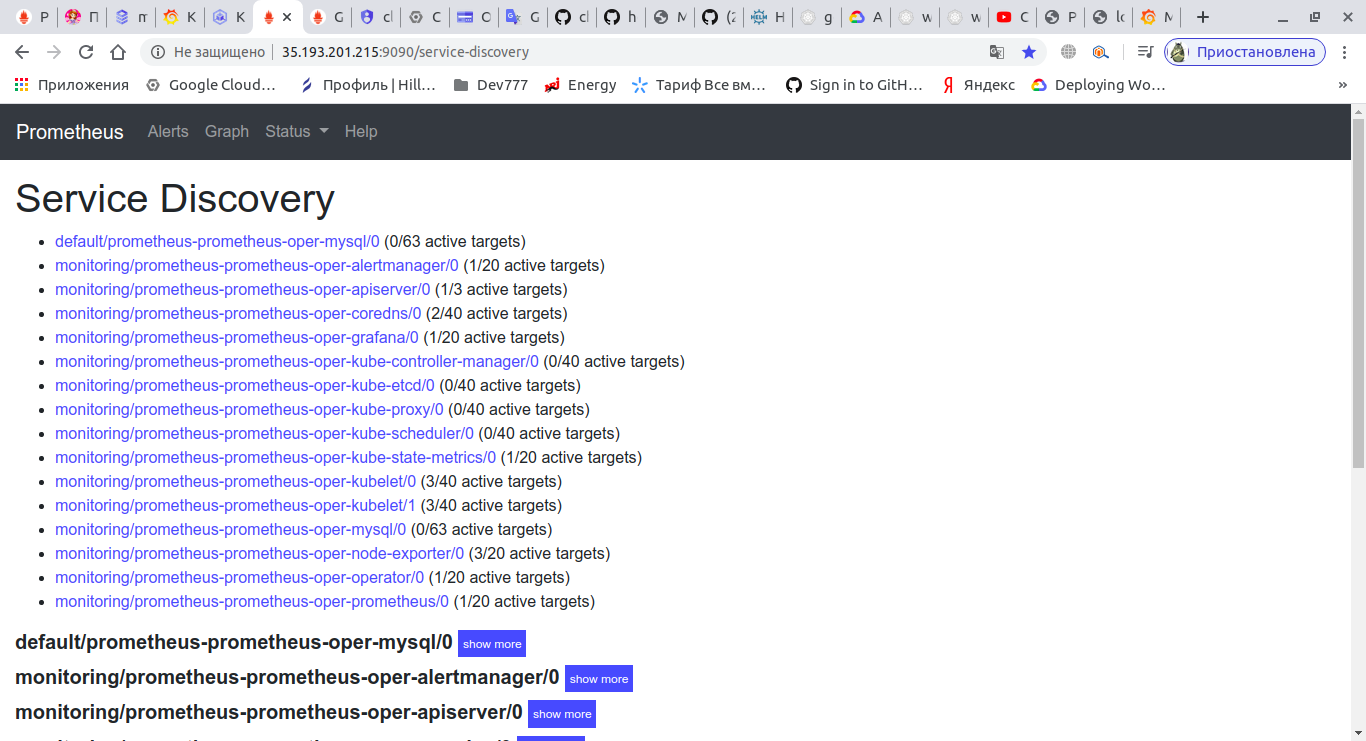 Не защищено 35.193.201.215:9090/service-discovery Приостановлена
Приложения Google Cloud… Профиль | Hill… Dev777 Energy Тариф Все вм… Sign in to GitH… Яндекс Deploying Wo… »
Prometheus Alerts Graph Status Help
Service Discovery
default/prometheus-prometheus-oper-mysql/0 (0/63 active targets)
monitoring/prometheus-prometheus-oper-alertmanager/0 (1/20 active targets)
monitoring/prometheus-prometheus-oper-apiserver/0 (1/3 active targets)
monitoring/prometheus-prometheus-oper-coredns/0 (2/40 active targets)
monitoring/prometheus-prometheus-oper-grafana/0 (1/20 active targets)
monitoring/prometheus-prometheus-oper-kube-controller-manager/0 (0/40 active targets)
monitoring/prometheus-prometheus-oper-kube-etcd/0 (0/40 active targets)
monitoring/prometheus-prometheus-oper-kube-proxy/0 (0/40 active targets)
monitoring/prometheus-prometheus-oper-kube-scheduler/0 (0/40 active targets)
monitoring/prometheus-prometheus-oper-kube-state-metrics/0 (1/20 active targets)
monitoring/prometheus-prometheus-oper-kubelet/0 (3/40 active targets)
monitoring/prometheus-prometheus-oper-kubelet/1 (3/40 active targets)
monitoring/prometheus-prometheus-oper-mysql/0 (0/63 active targets)
monitoring/prometheus-prometheus-oper-node-exporter/0 (3/20 active targets)
monitoring/prometheus-prometheus-oper-operator/0 (1/20 active targets)
monitoring/prometheus-prometheus-oper-prometheus/0 (1/20 active targets)
default/prometheus-prometheus-oper-mysql/0 show more
monitoring/prometheus-prometheus-oper-alertmanager/0 show more
monitoring/prometheus-prometheus-oper-apiserver/0 show more